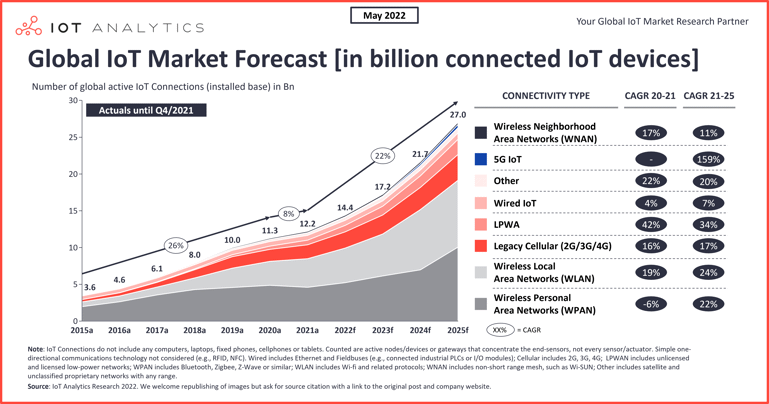 IOT ANALYTICS
May 2022
Your Global IoT Market Research Partner
Global IoT Market Forecast [in billion connected IoT devices]
Number of global active IoT Connections (installed base) in Bn
Actuals until Q4/2021
30
25
20
15
10
5
0
3.6
4.6
6.1
8.0
10.0
11.3
12.2
14.4
17.2
21.7
27.0
26%
8%
22%
2015a 2016a 2017a 2018a 2019a 2020a 2021a 2022f 2023f 2024f 2025f
CONNECTIVITY TYPE CAGR 20-21 CAGR 21-25
Wireless Neighborhood
Area Networks (WNAN) 17% 11%
5G IoT - 159%
Other 22% 20%
Wired IoT 4% 7%
LPWA 42% 34%
Legacy Cellular (2G/3G/4G) 16% 17%
Wireless Local
Area Networks (WLAN) 19% 24%
Wireless Personal
Area Networks (WPAN) -6% 22%
XX% = CAGR
Note: IoT Connections do not include any computers, laptops, fixed phones, cellphones or tablets. Counted are active nodes/devices or gateways that concentrate the end-sensors, not every sensor/actuator. Simple one-
directional communications technology not considered (e.g., RFID, NFC). Wired includes Ethernet and Fieldbuses (e.g., connected industrial PLCs or I/O modules); Cellular includes 2G, 3G, 4G; LPWAN includes unlicensed
and licensed low-power networks; WPAN includes Bluetooth, Zigbee, Z-Wave or similar; WLAN includes Wi-fi and related protocols; WNAN includes non-short range mesh, such as Wi-SUN; Other includes satellite and
unclassified proprietary networks with any range.
Source: IoT Analytics Research 2022. We welcome republishing of images but ask for source citation with a link to the original post and company website.